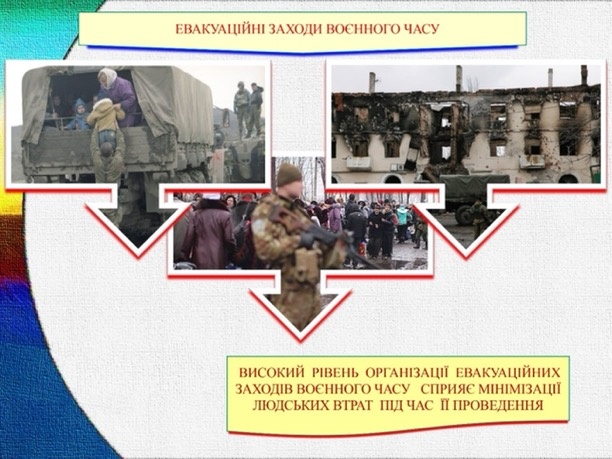 ЕВАКУАЦІЙНІ ЗАХОДИ ВОЄННОГО ЧАСУ
ВИСОКИЙ РІВЕНЬ ОРГАНІЗАЦІЇ ЕВАКУАЦІЙНИХ
ЗАХОДІВ ВОЄННОГО ЧАСУ СПРИЯЄ МІНІМІЗАЦІЇ
ЛЮДСЬКИХ ВТРАТ ПІД ЧАС ЇЇ ПРОВЕДЕННЯ